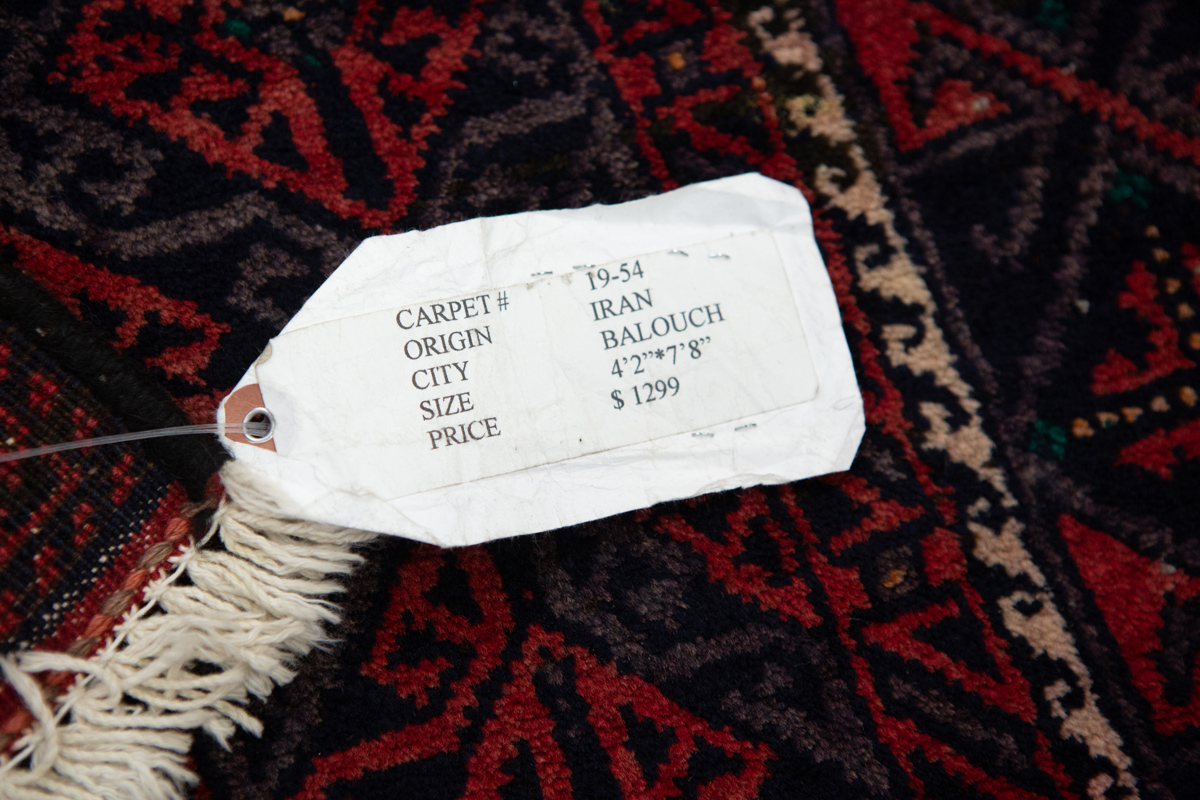 CARPET # 19-54
ORIGIN IRAN
CITY BALOUCH
SIZE 4’2”*7’8”
PRICE $ 1299